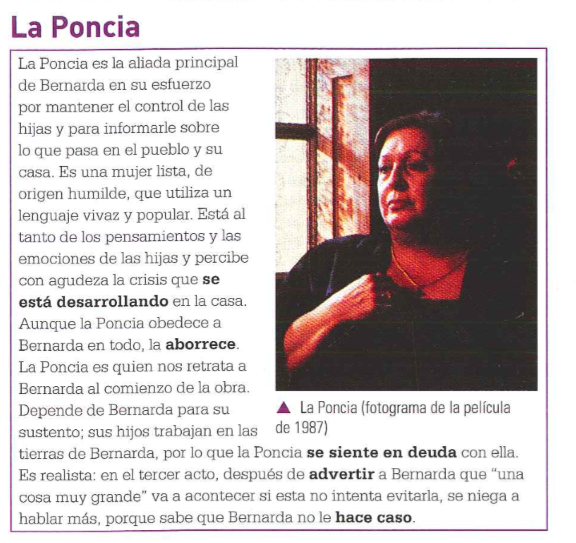 La Poncia
La Poncia es la aliada principal
de Bernarda en su esfuerzo
por mantener el control de las
hijas y para informarle sobre
lo que pasa en el pueblo y su
casa. Es una mujer lista, de
origen humilde, que utiliza un
lenguaje vivaz y popular. Está al
tanto de los pensamientos y las
emociones de las hijas y percibe
con agudeza la crisis que se
está desarrollando en la casa.
Aunque la Poncia obedece a
Bernarda en todo, la aborrece.
La Poncia es quien nos retrata a
Bernarda al comienzo de la obra.
Depende de Bernarda para su
sustento; sus hijos trabajan en las
tierras de Bernarda, por lo que la Poncia se siente en deuda con ella.
Es realista: en el tercer acto, después de advertir a Bernarda que “una
cosa muy grande” va a acontecer si esta no intenta evitarla, se niega a
hablar más, porque sabe que Bernarda no le hace caso.
▲ La Poncia (fotograma de la película
de 1987)